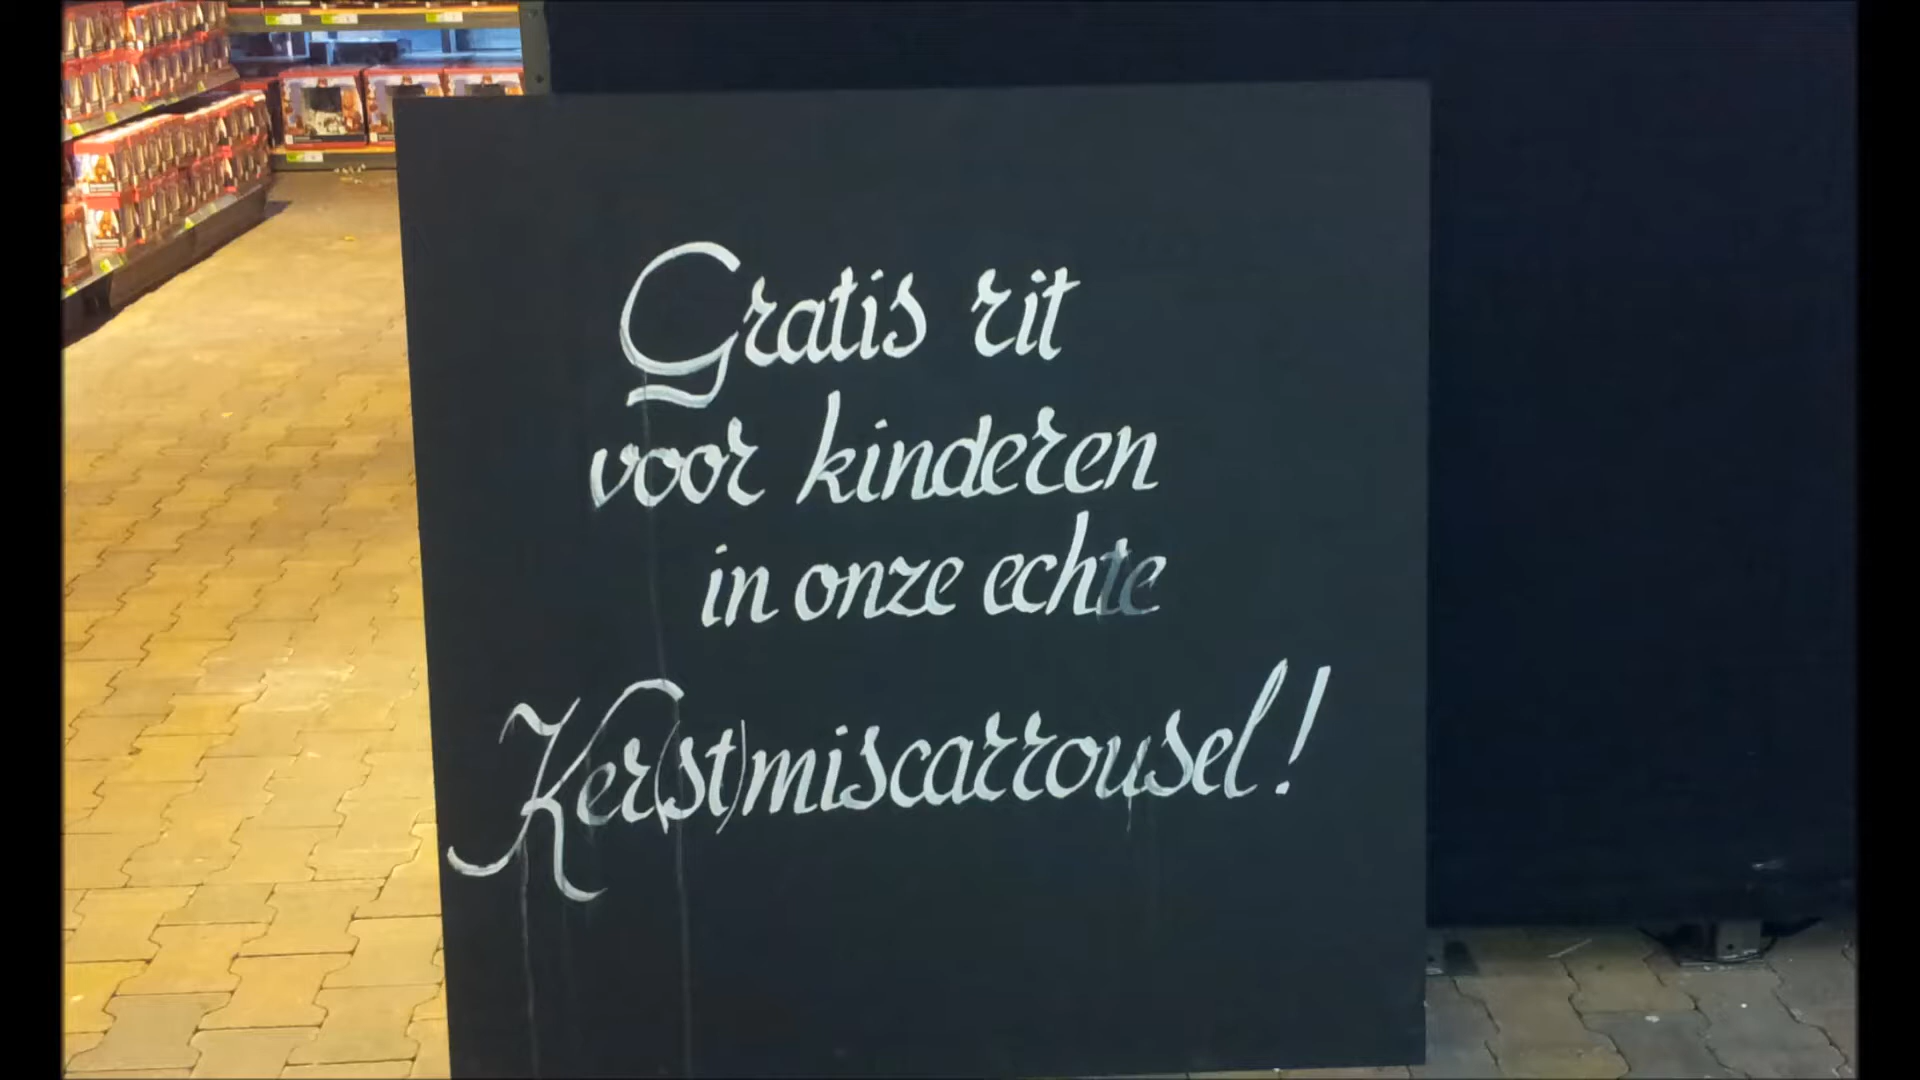 Gratis rit
voor kinderen
in onze echte
Ker(st)miscarrousel!